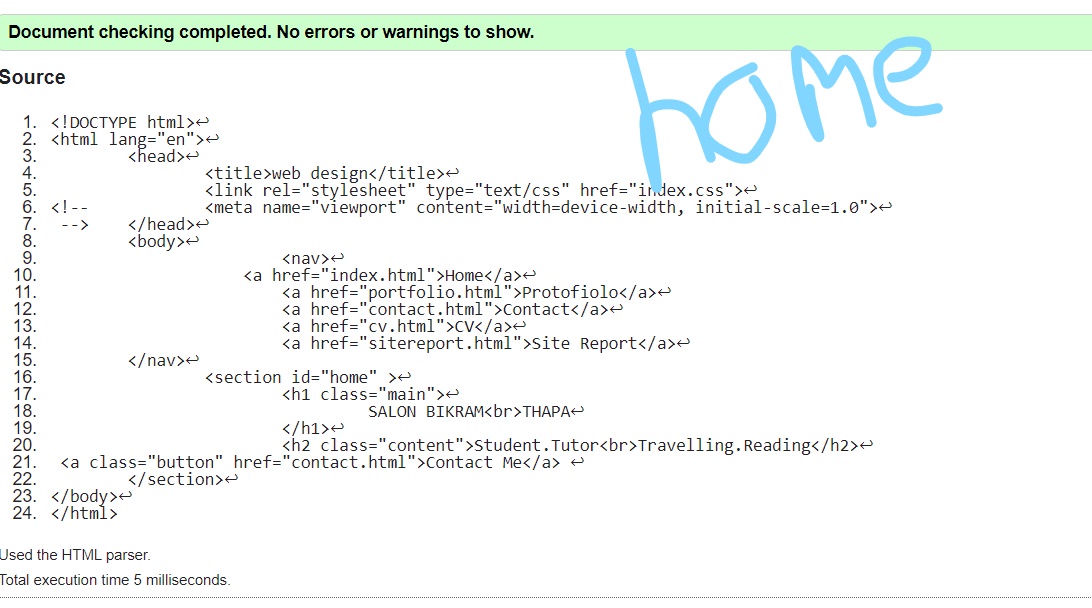 Document checking completed. No errors or warnings to show.
home
Source
1. <!DOCTYPE html>↩
2. <html lang="en">↩
3. <head>↩
4. <title>web design</title>↩
5. <link rel="stylesheet" type="text/css" href="index.css">↩
6. <!-- <meta name="viewport" content="width=device-width, initial-scale=1.0">↩
7. --> </head>↩
8. <body>↩
9. <nav>↩
10. <a href="index.html">Home</a>↩
11. <a href="portfolio.html">Protofiolo</a>↩
12. <a href="contact.html">Contact</a>↩
13. <a href="cv.html">CV</a>↩
14. <a href="sitereport.html">Site Report</a>↩
15. </nav>↩
16. <section id="home" >↩
17. <h1 class="main">↩
18. SALON BIKRAM<br>THAPA↩
19. </h1>↩
20. <h2 class="content">Student.Tutor<br>Travelling.Reading</h2>↩
21. <a class="button" href="contact.html">Contact Me</a> ↩
22. </section>↩
23. </body>↩
24. </html>
Used the HTML parser.
Total execution time 5 milliseconds.